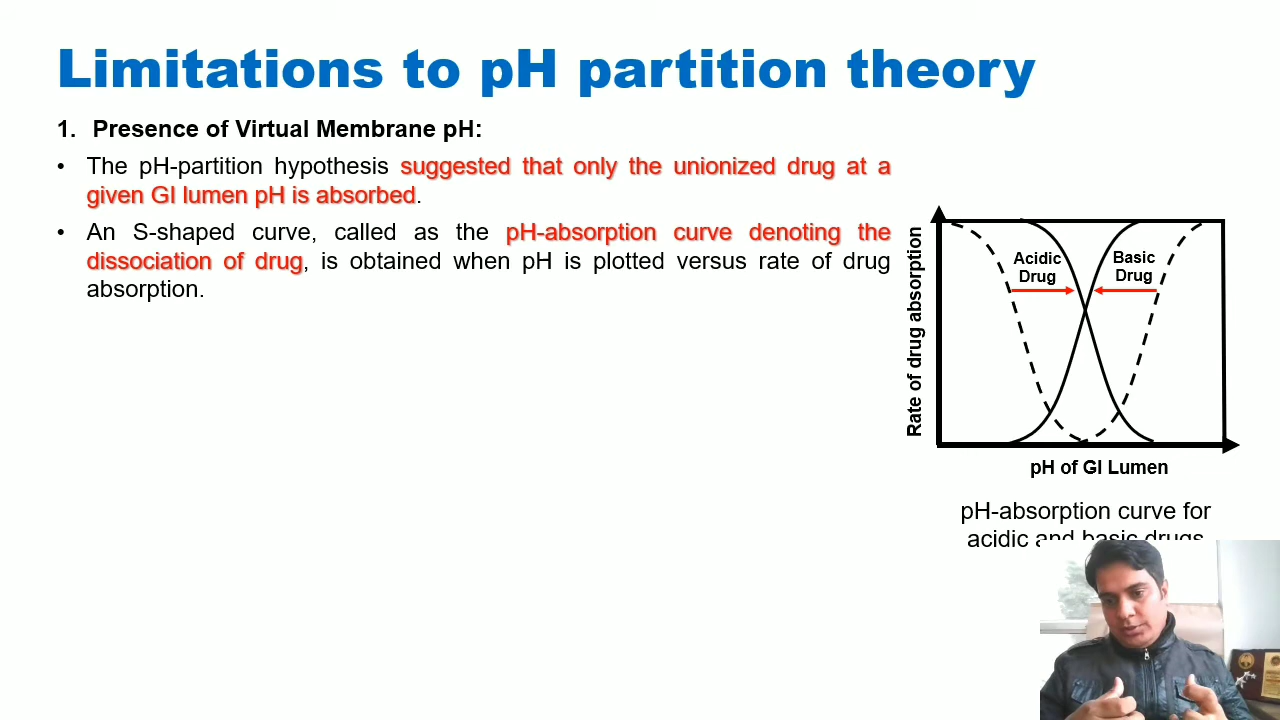 Limitations to pH partition theory
1. Presence of Virtual Membrane pH:
• The pH-partition hypothesis suggested that only the unionized drug at a
given GI lumen pH is absorbed.
• An S-shaped curve, called as the pH-absorption curve denoting the
dissociation of drug, is obtained when pH is plotted versus rate of drug
absorption.
Rate of drug absorption
Acidic
Drug
Basic
Drug
pH of GI Lumen
pH-absorption curve for
acidic and basic drugs